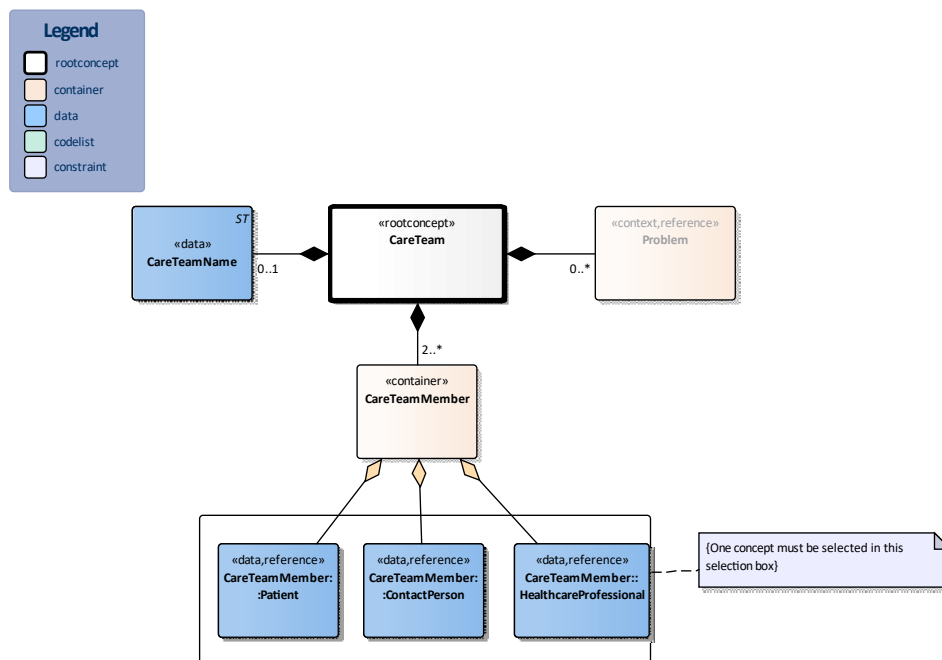 Legend
rootconcept
container
data
codelist
constraint
ST
«data»
CareTeamName
0..1
«rootconcept»
CareTeam
«context,reference»
Problem
0..*
2..*
«container»
CareTeamMember
«data,reference»
CareTeamMember:
:Patient
«data,reference»
CareTeamMember:
:ContactPerson
«data,reference»
CareTeamMember::
HealthcareProfessional
{One concept must be selected in this
selection box}